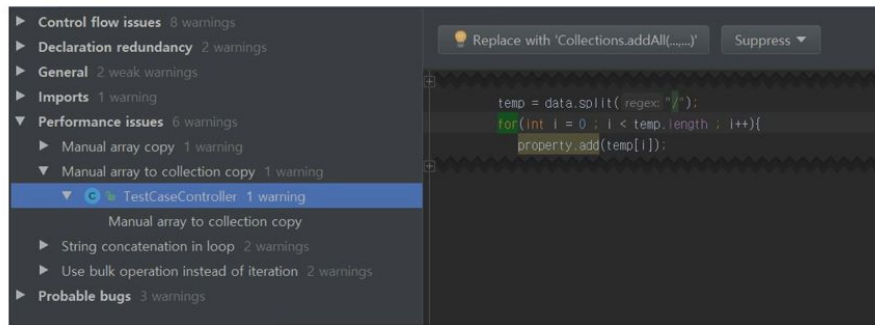 Control flow issues 8 warnings
Declaration redundancy 2 warnings
General 2 weak warnings
Imports 1 warning
Performance issues 6 warnings
Manual array copy 1 warning
Manual array to collection copy 1 warning
TestCaseController 1 warning
Manual array to collection copy
String concatenation in loop 2 warnings
Use bulk operation instead of iteration 2 warnings
Probable bugs 3 warnings
Replace with 'Collections.addAll(...,...)' Suppress
temp = data.split( regex: "/");
for(int i = 0 ; i < temp.length ; i++){
property.add(temp[i]);